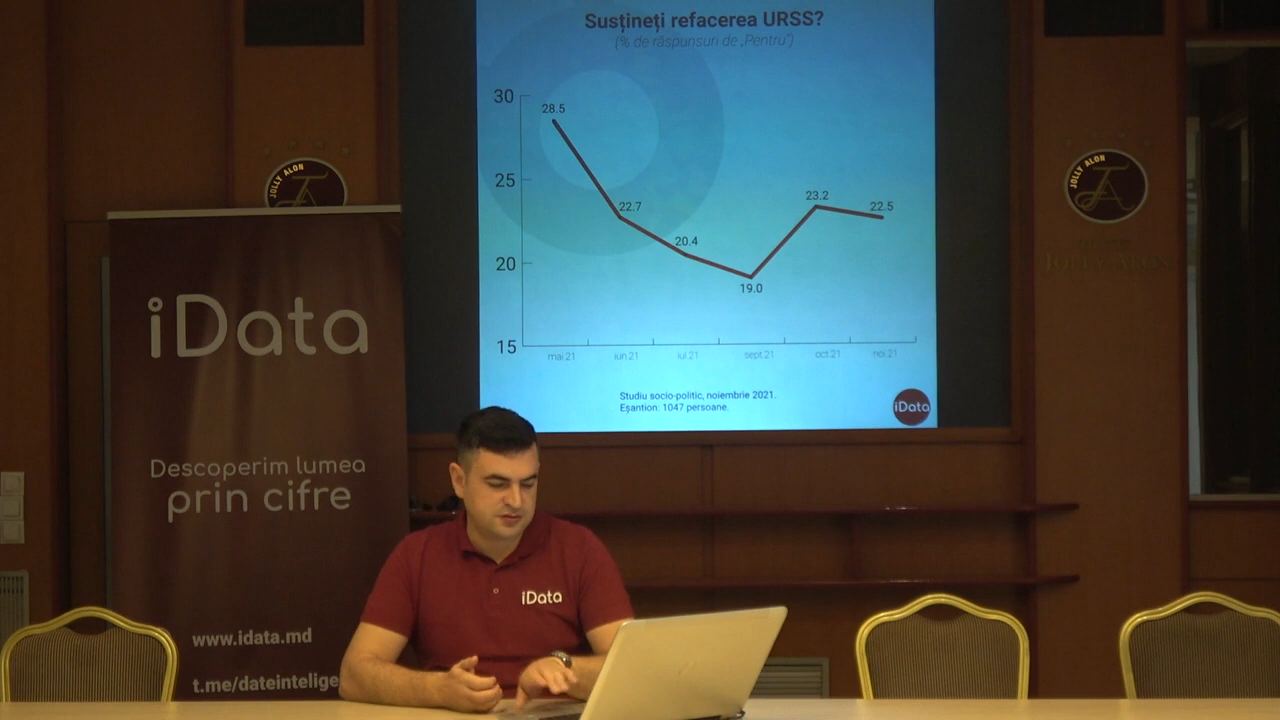 Susțineți refacerea URSS?
(% de răspunsuri de „Pentru”)
30
25
20
15
28.5
22.7
20.4
19.0
23.2
22.5
mai.21
iun.21
iul.21
sept.21
oct.21
noi.21
Studiu socio-politic, noiembrie 2021.
Eșantion: 1047 persoane.
iData
JOLLY ALON
JOLLY ALON
JOLLY ALON
iData
Descoperim lumea
prin cifre
www.idata.md
t.me/dateintelige
iData